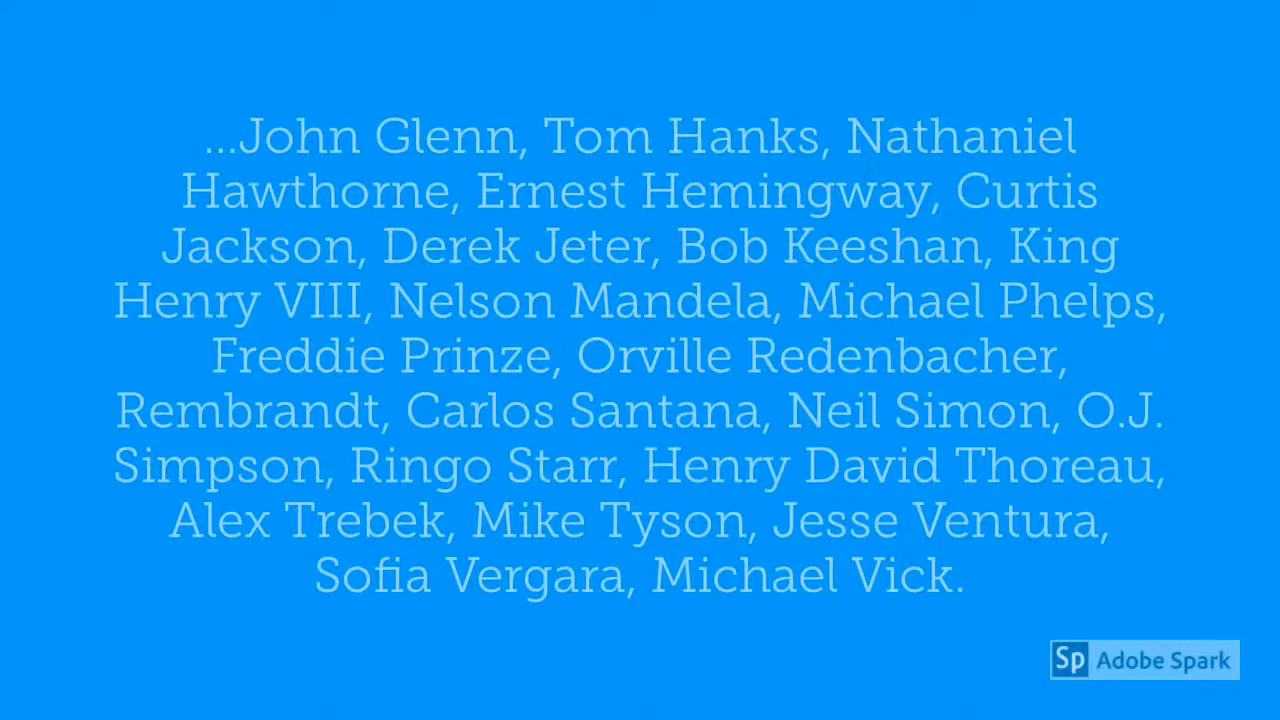 ...John Glenn, Tom Hanks, Nathaniel
Hawthorne, Ernest Hemingway, Curtis
Jackson, Derek Jeter, Bob Keeshan, King
Henry VIII, Nelson Mandela, Michael Phelps,
Freddie Prinze, Orville Redenbacher,
Rembrandt, Carlos Santana, Neil Simon, O.J.
Simpson, Ringo Starr, Henry David Thoreau,
Alex Trebek, Mike Tyson, Jesse Ventura,
Sofia Vergara, Michael Vick.
Sp Adobe Spark